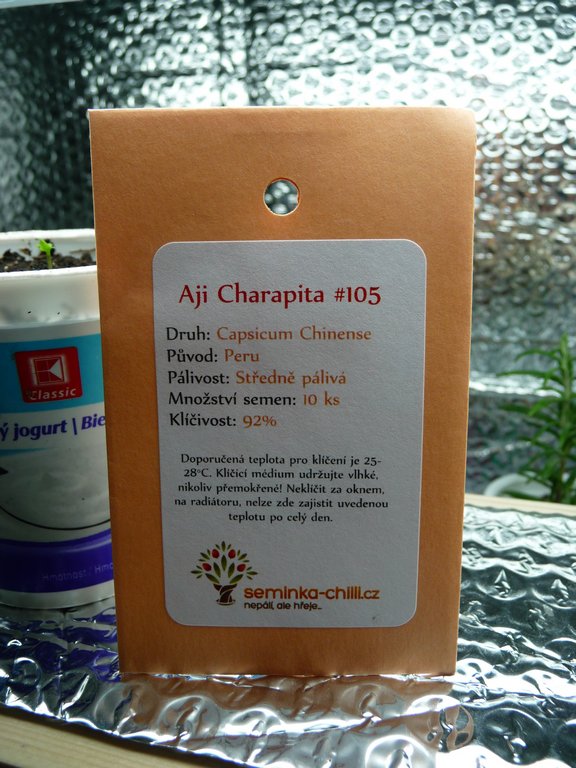 Aji Charapita #105
Druh: Capsicum Chinense
Původ: Peru
Pálivost: Středně pálivá
Množství semen: 10 ks
Klíčivost: 92%
Doporučená teplota pro klíčení je 25-
28°C. Klíčicí médium udržujte vlhké,
nikoliv přemokřené! Neklíčit za oknem,
na radiátoru, nelze zde zajistit uvedenou
teplotu po celý den.
seminka-chilli.cz
nepálí, ale hřeje...
K
Classic
ý jogurt \ Bie
Hmotnost